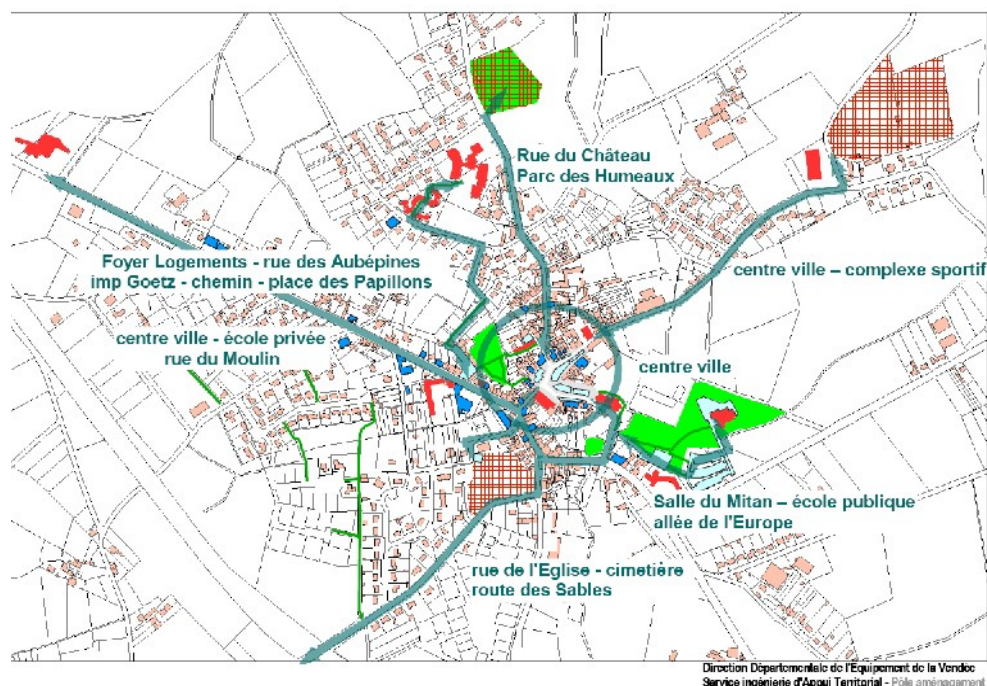 Rue du Château
Parc des Humeaux
Foyer Logements - rue des Aubépines
imp Goetz - chemin - place des Papillons
centre ville – complexe sportif
centre ville - école privée
rue du Moulin
centre ville
Salle du Mitan – école publique
allée de l'Europe
rue de l'Eglise - cimetière
route des Sables
Direction Départementale de l'Equipement de la Vendée
Service ingénierie d'Appui Territorial - Pôle aménagement